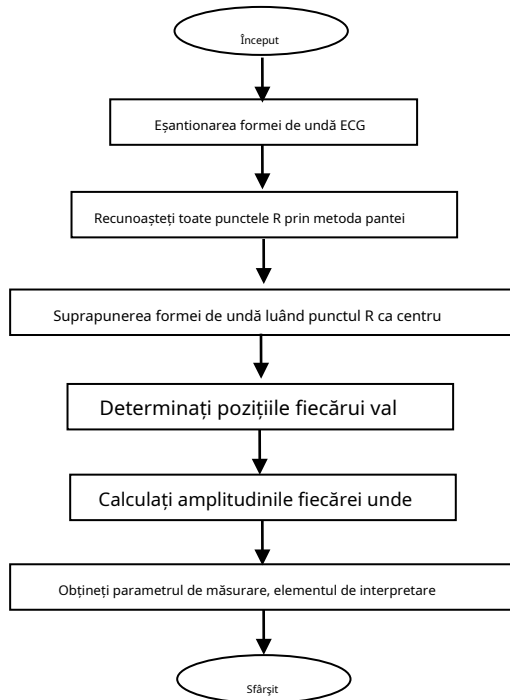 Început
Eșantionarea formei de undă ECG
Recunoașteți toate punctele R prin metoda pantei
Suprapunerea formei de undă luând punctul R ca centru
Determinați pozițiile fiecărui val
Calculați amplitudinile fiecărei unde
Obțineți parametrul de măsurare, elementul de interpretare
Sfârşit